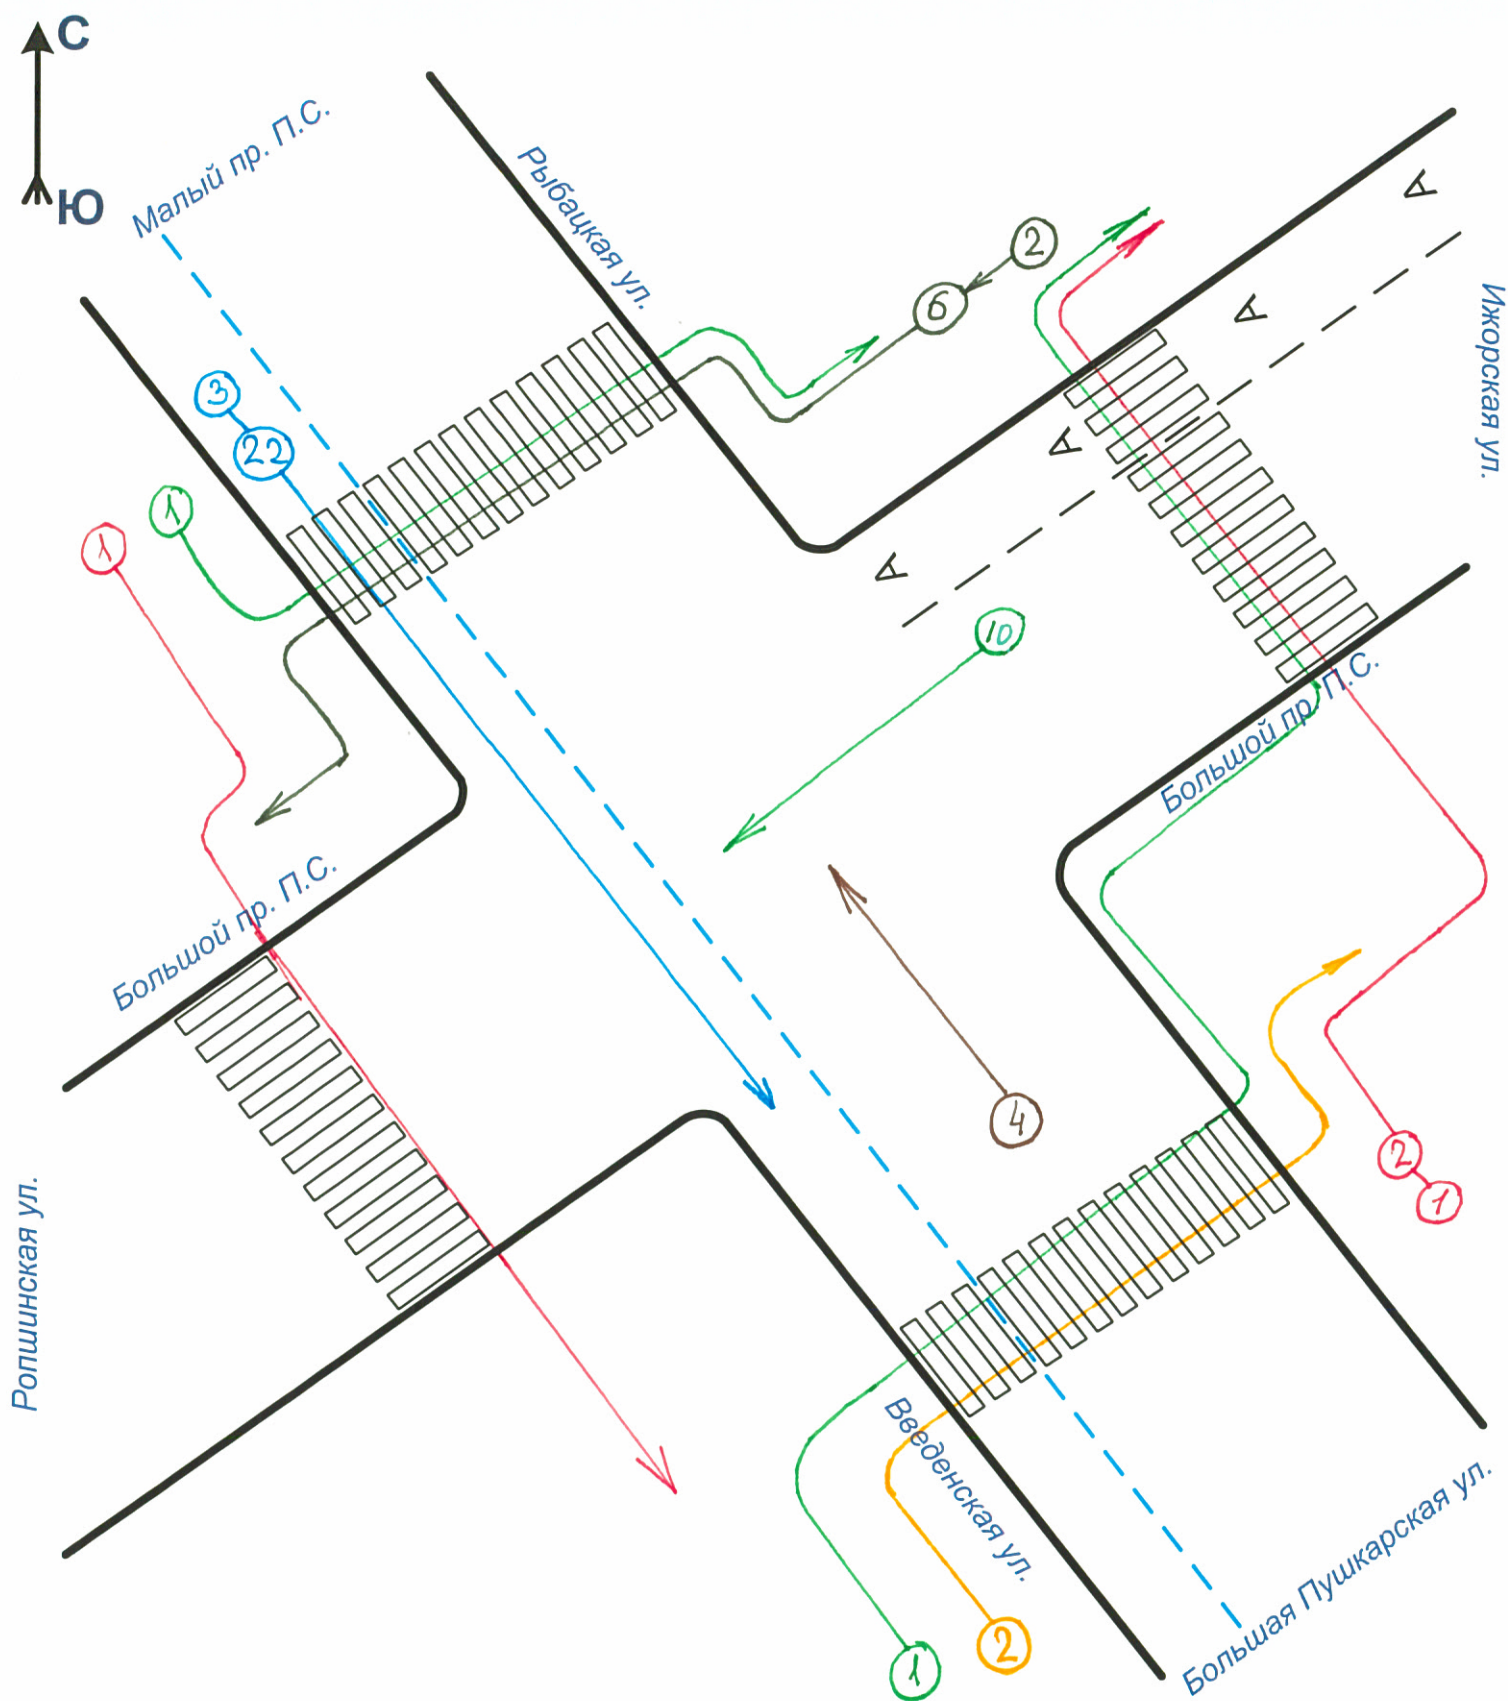 С
Ю
Малый пр. П.С.
Рыбацкая ул.
2
6
А
А
А
А
Ижорская ул.
3
22
1
1
10
Большой пр. П.С.
Большой пр. П.С.
4
2
1
Ропшинская ул.
Введенская ул.
Большая Пушкарская ул.
1
2